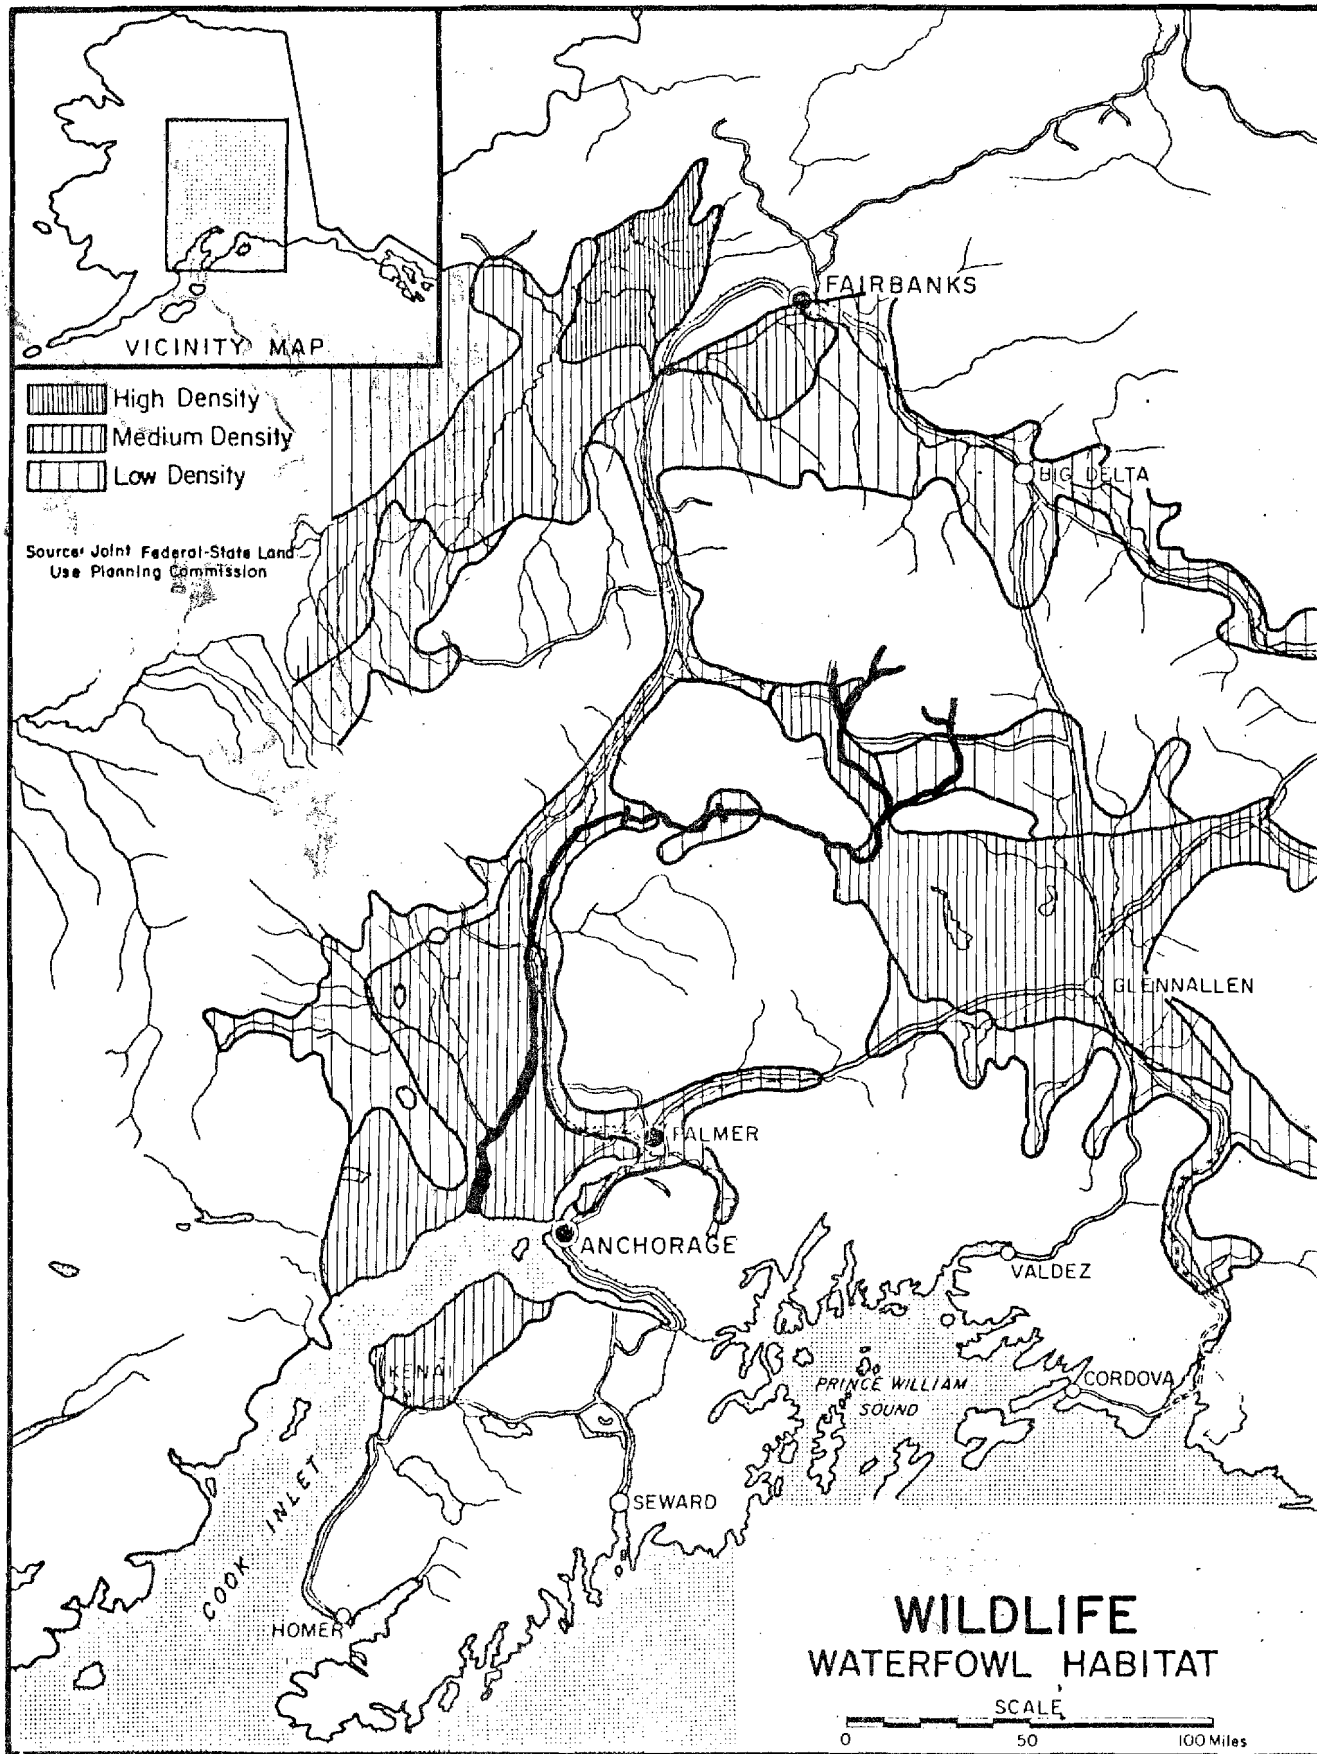 VICINITY MAP
High Density
Medium Density
Low Density
Source: Joint Federal-State Land
Use Planning Commission
FAIRBANKS
BIG DELTA
GLENNALLEN
PALMER
ANCHORAGE
VALDEZ
KENAI
PRINCE WILLIAM
SOUND
CORDOVA
SEWARD
COOK INLET
HOMER
WILDLIFE
WATERFOWL HABITAT
SCALE
0 50 100 Miles